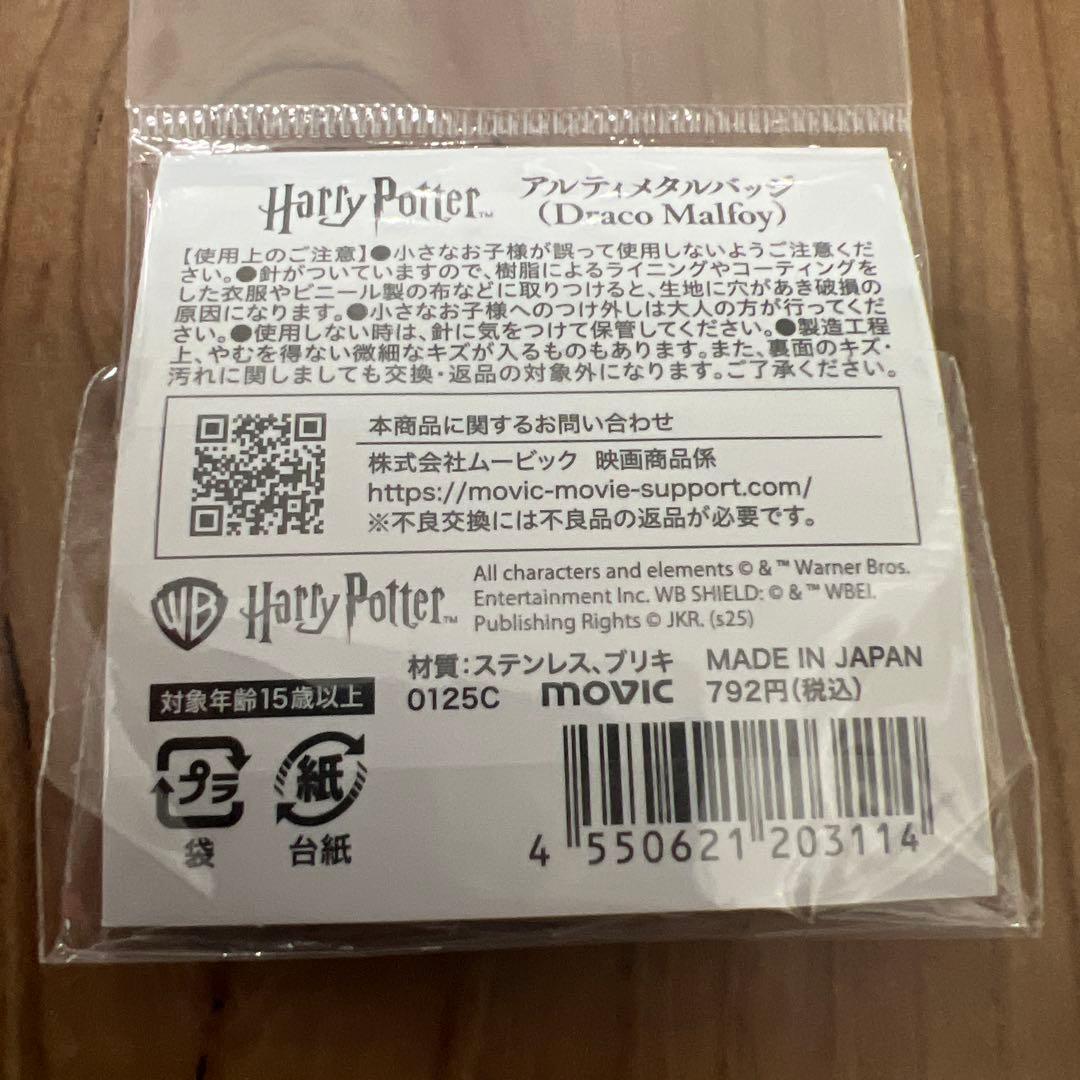 Harry Potter™ アルティメタルバッジ
(Draco Malfoy)
【使用上のご注意】●小さなお子様が誤って使用しないようご注意くだ
さい。●針がついていますので、樹脂によるライニングやコーティングを
した衣服やビニール製の布などに取りつけると、生地に穴があき破損の
原因になります。●小さなお子様へのつけ外しは大人の方が行ってくだ
さい。●使用しない時は、針に気をつけて保管してください。●製造工程
上、やむを得ない微細なキズが入るものもあります。また、裏面のキズ・
汚れに関しましても交換・返品の対象外になります。ご了承ください。
本商品に関するお問い合わせ
株式会社ムービック 映画商品係
https://movic-movie-support.com/
※不良交換には不良品の返品が必要です。
WB Harry Potter™
All characters and elements © & ™ Warner Bros.
Entertainment Inc. WB SHIELD: © & ™ WBEI.
Publishing Rights © JKR. (s25)
材質：ステンレス、ブリキ MADE IN JAPAN
対象年齢15歳以上 0125C movic 792円(税込)
プラ
袋
紙
台紙
4 550621 203114